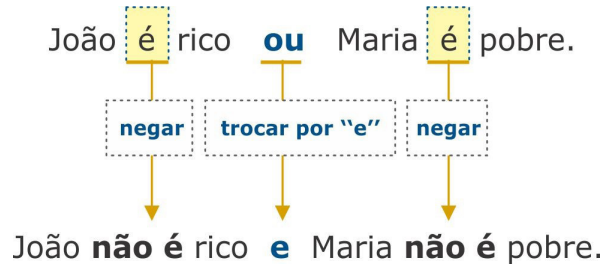 João é rico ou Maria é pobre.
negar trocar por ‘‘e’’ negar
João não é rico e Maria não é pobre.